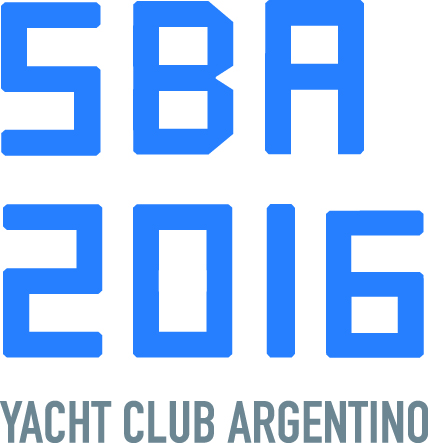 SBA
2016
YACHT CLUB ARGENTINO